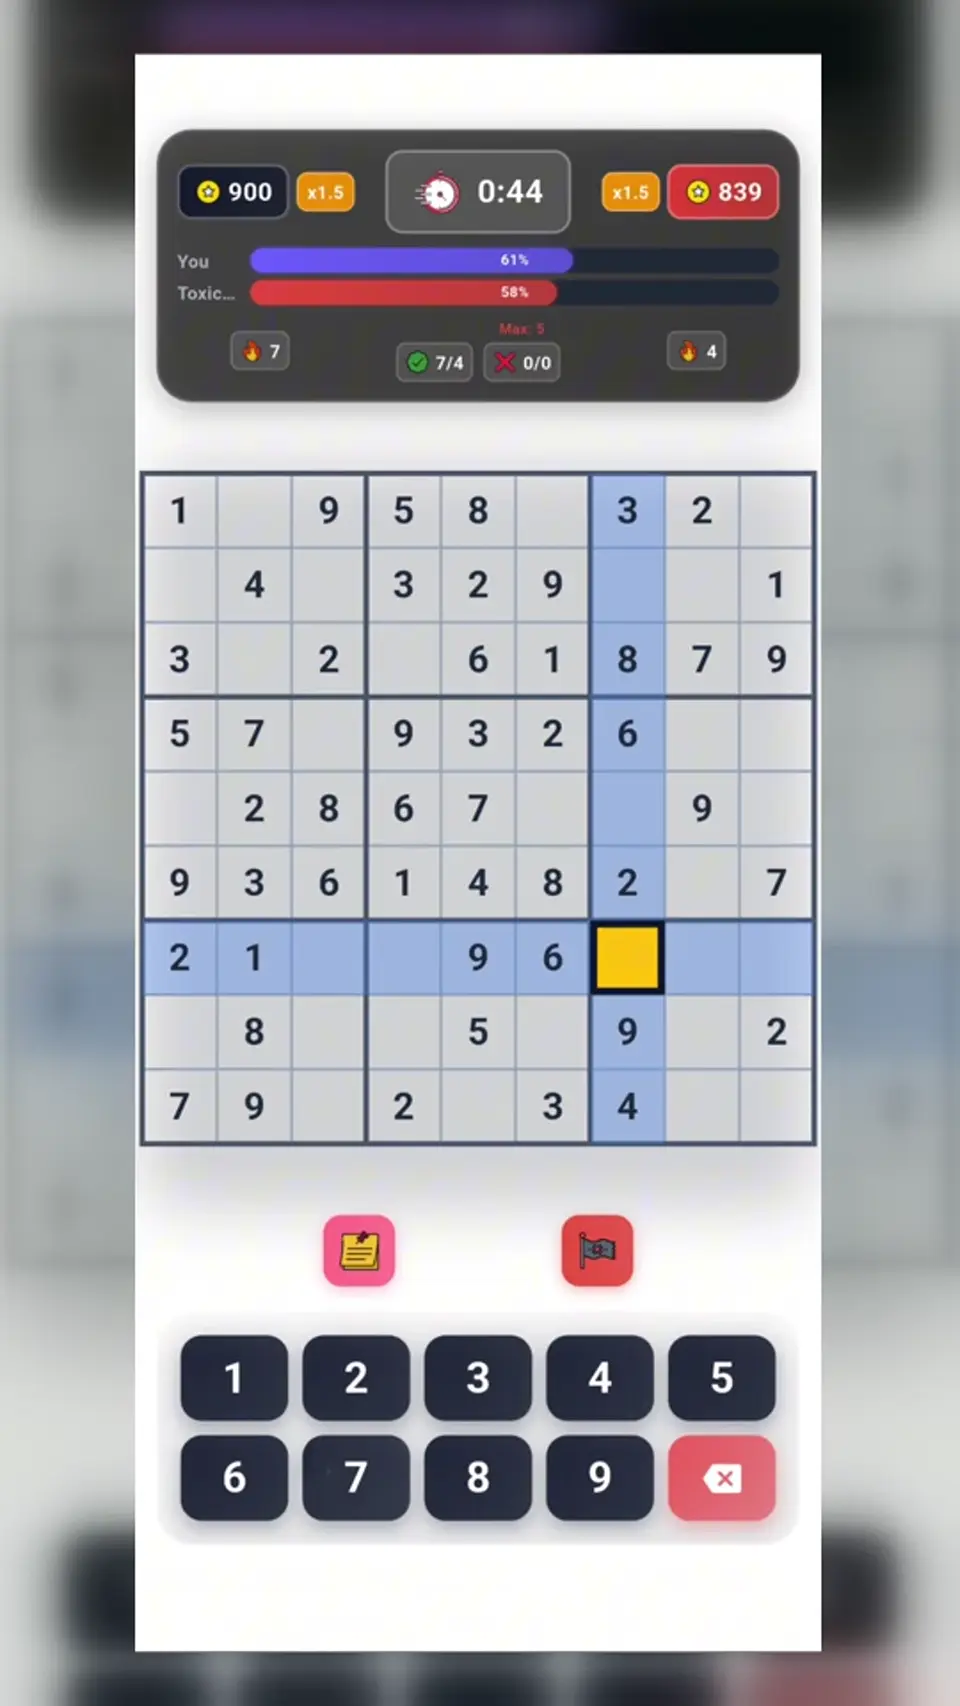 900 x1.5 0:44 x1.5 839
You 61%
Toxic... 58%
Max: 5
7 7/4 0/0 4
1 9 5 8 3 2
4 3 2 9 1
3 2 6 1 8 7 9
5 7 9 3 2 6
2 8 6 7 9
9 3 6 1 4 8 2 7
2 1 9 6
8 5 9 2
7 9 2 3 4
1 2 3 4 5
6 7 8 9